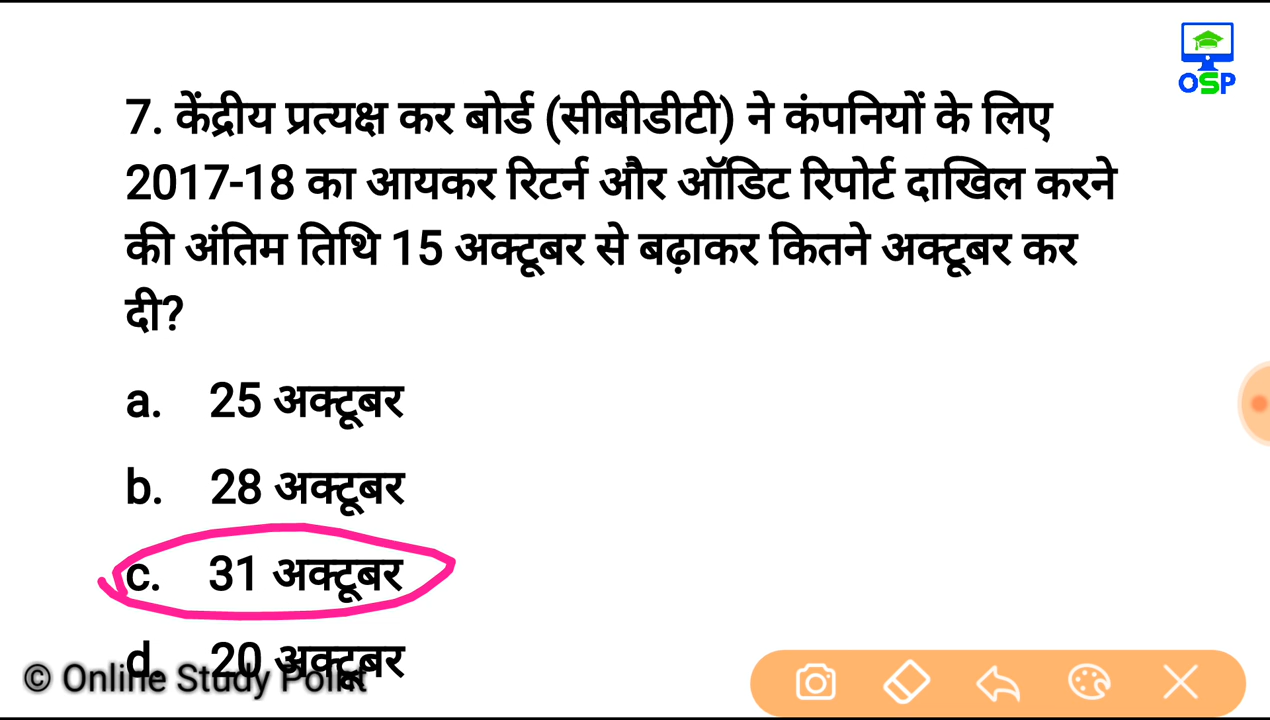 OSP
7. केंद्रीय प्रत्यक्ष कर बोर्ड (सीबीडीटी) ने कंपनियों के लिए
2017-18 का आयकर रिटर्न और ऑडिट रिपोर्ट दाखिल करने
की अंतिम तिथि 15 अक्टूबर से बढ़ाकर कितने अक्टूबर कर
दी?
a. 25 अक्टूबर
b. 28 अक्टूबर
c. 31 अक्टूबर
d. 20 अक्टूबर
© Online Study Point